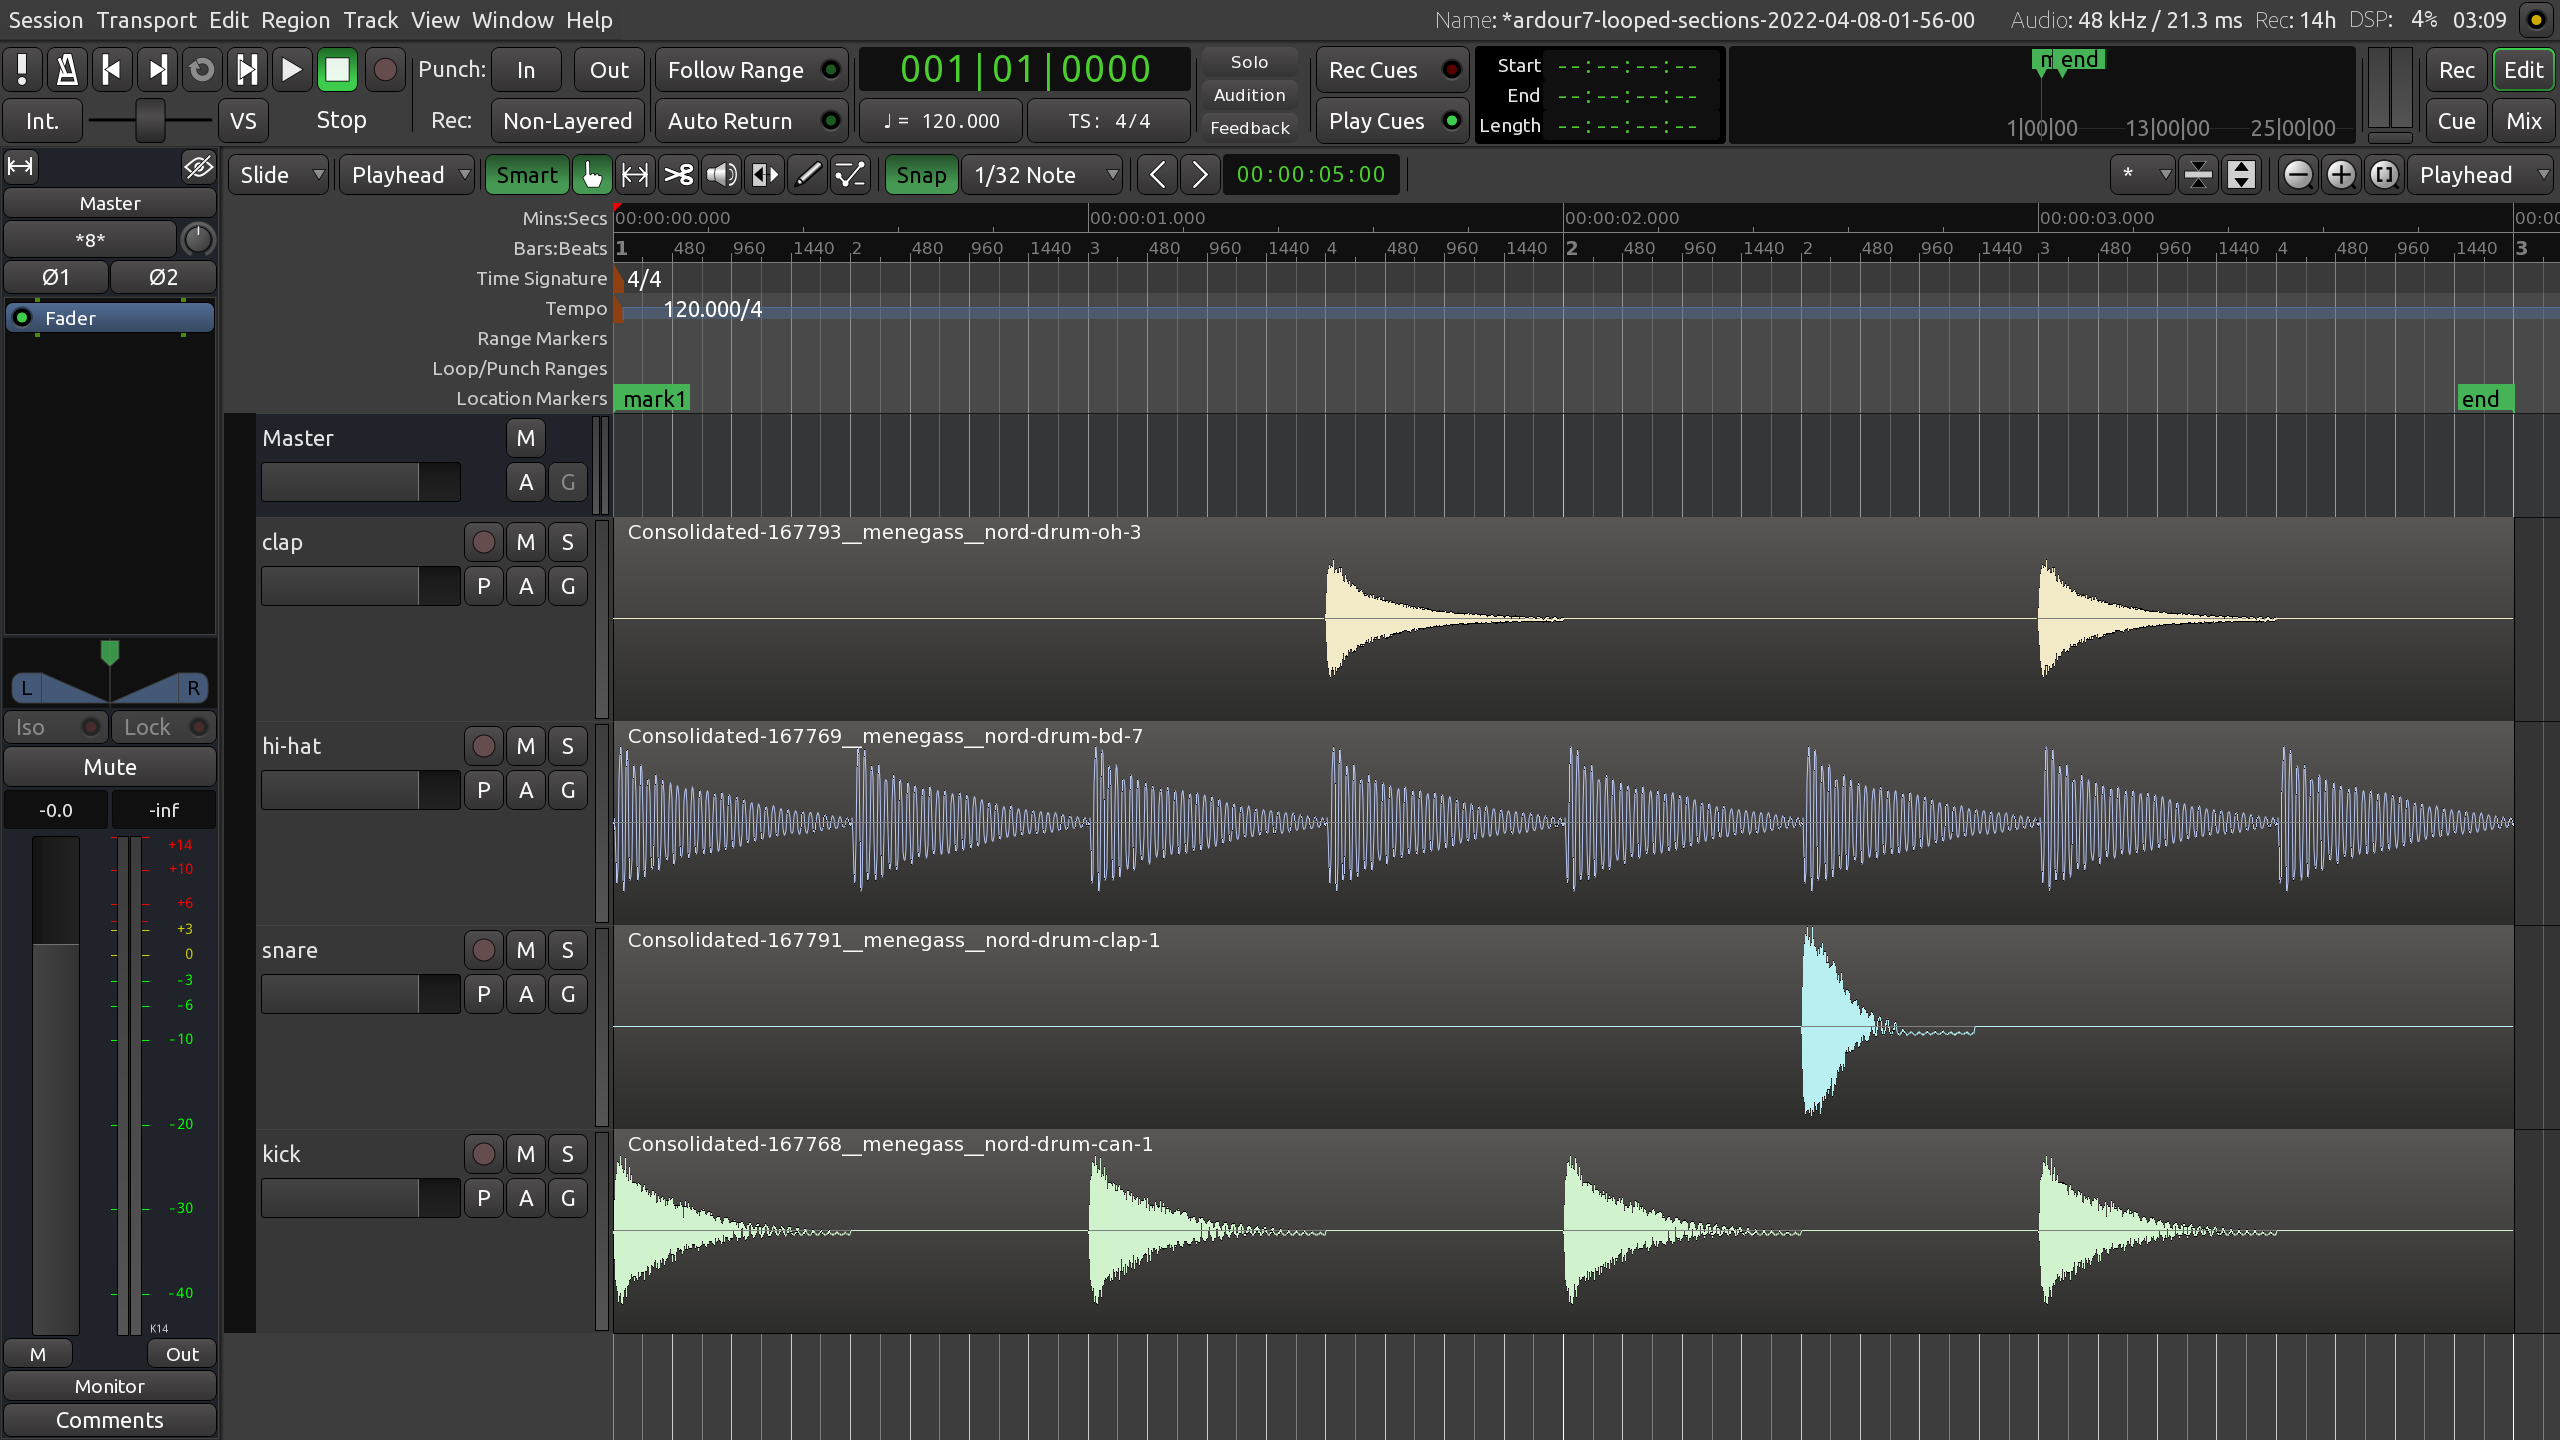 Session Transport Edit Region Track View Window Help
Name: *ardour7-looped-sections-2022-04-08-01-56-00 Audio: 48 kHz / 21.3 ms Rec: 14h DSP: 4% 03:09
Punch: In Out Follow Range 001|01|0000 Solo Rec Cues Start --:--:--:-- end Rec Edit
Audition End --:--:--:--
Int. VS Stop Rec: Non-Layered Auto Return ♩ = 120.000 TS: 4/4 Feedback Play Cues Length --:--:--:-- 1|00|00 13|00|00 25|00|00 Cue Mix
Slide Playhead Smart Snap 1/32 Note 00:00:05:00 * Playhead
Master
*8*
Ø1 Ø2
Fader
L R
Iso Lock
Mute
-0.0 -inf
+14
+10
+6
+3
0
-3
-6
-10
-20
-30
-40
K14
M Out
Monitor
Comments
Mins:Secs 00:00:00.000 00:00:01.000 00:00:02.000 00:00:03.000 00:00
Bars:Beats 1 480 960 1440 2 480 960 1440 3 480 960 1440 4 480 960 1440 2 480 960 1440 2 480 960 1440 3 480 960 1440 4 480 960 1440 3
Time Signature 4/4
Tempo 120.000/4
Range Markers
Loop/Punch Ranges
Location Markers mark1 end
Master M
A G
clap M S Consolidated-167793__menegass__nord-drum-oh-3
P A G
hi-hat M S Consolidated-167769__menegass__nord-drum-bd-7
P A G
snare M S Consolidated-167791__menegass__nord-drum-clap-1
P A G
kick M S Consolidated-167768__menegass__nord-drum-can-1
P A G